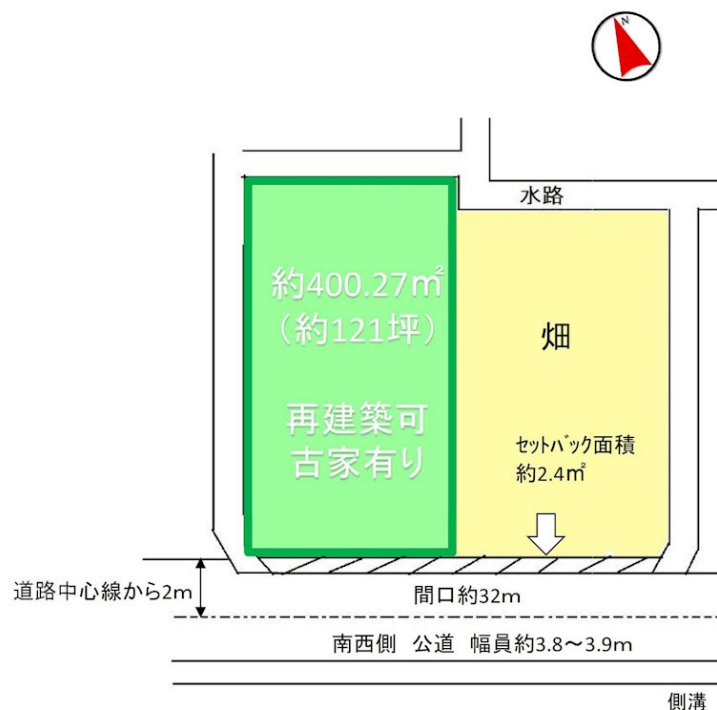 N
水路
約400.27㎡
（約121坪）
再建築可
古家有り
畑
セットバック面積
約2.4㎡
道路中心線から2m
間口約32m
南西側 公道 幅員約3.8～3.9m
側溝